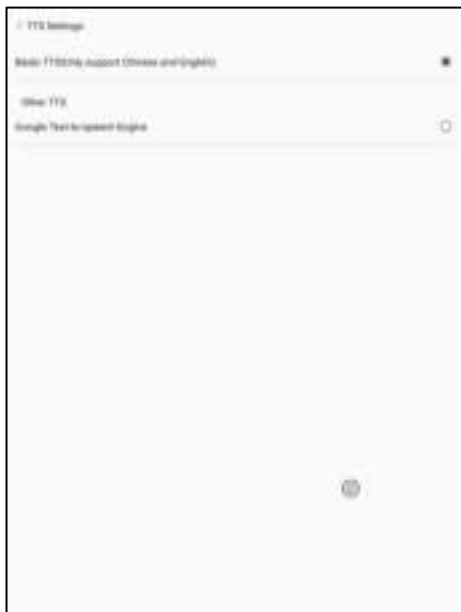 TTS Settings
Basic TTS(Only support Chinese and English)
Other TTS
Google Text-to-speech Engine